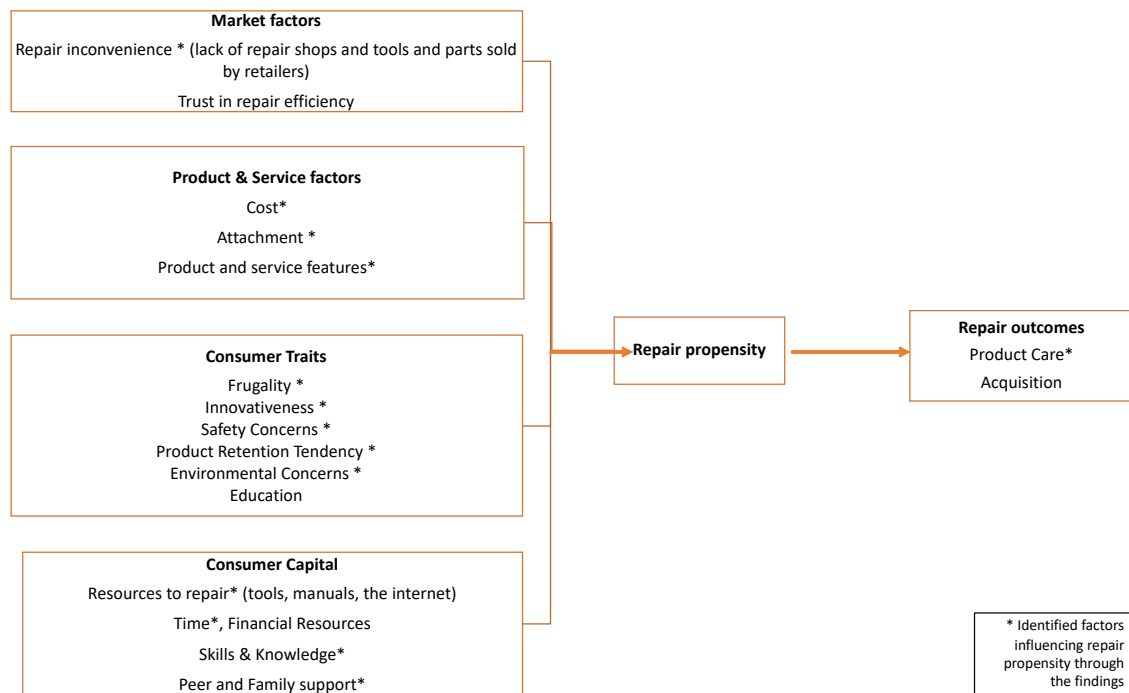 Market factors
Repair inconvenience * (lack of repair shops and tools and parts sold
by retailers)
Trust in repair efficiency
Product & Service factors
Cost*
Attachment *
Product and service features*
Consumer Traits
Frugality *
Innovativeness *
Safety Concerns *
Product Retention Tendency *
Environmental Concerns *
Education
Consumer Capital
Resources to repair* (tools, manuals, the internet)
Time*, Financial Resources
Skills & Knowledge*
Peer and Family support*
Repair propensity
Repair outcomes
Product Care*
Acquisition
* Identified factors
influencing repair
propensity through
the findings